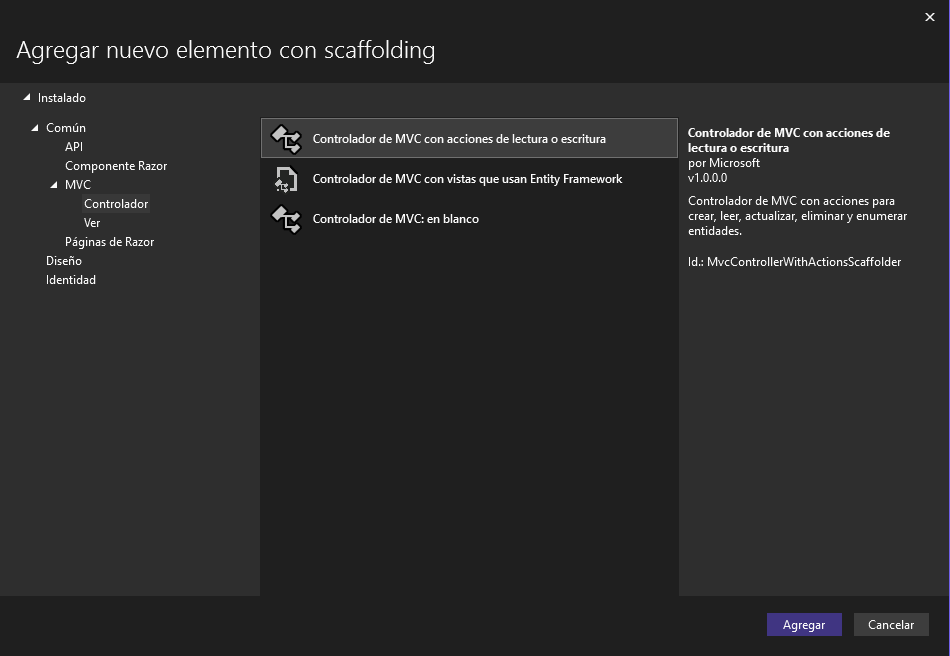 Agregar nuevo elemento con scaffolding
Instalado
Común
API
Componente Razor
MVC
Controlador
Ver
Páginas de Razor
Diseño
Identidad
Controlador de MVC con acciones de lectura o escritura
Controlador de MVC con vistas que usan Entity Framework
Controlador de MVC: en blanco
Controlador de MVC con acciones de
lectura o escritura
por Microsoft
v1.0.0.0
Controlador de MVC con acciones para
crear, leer, actualizar, eliminar y enumerar
entidades.
Id.: MvcControllerWithActionsScaffolder
Agregar
Cancelar